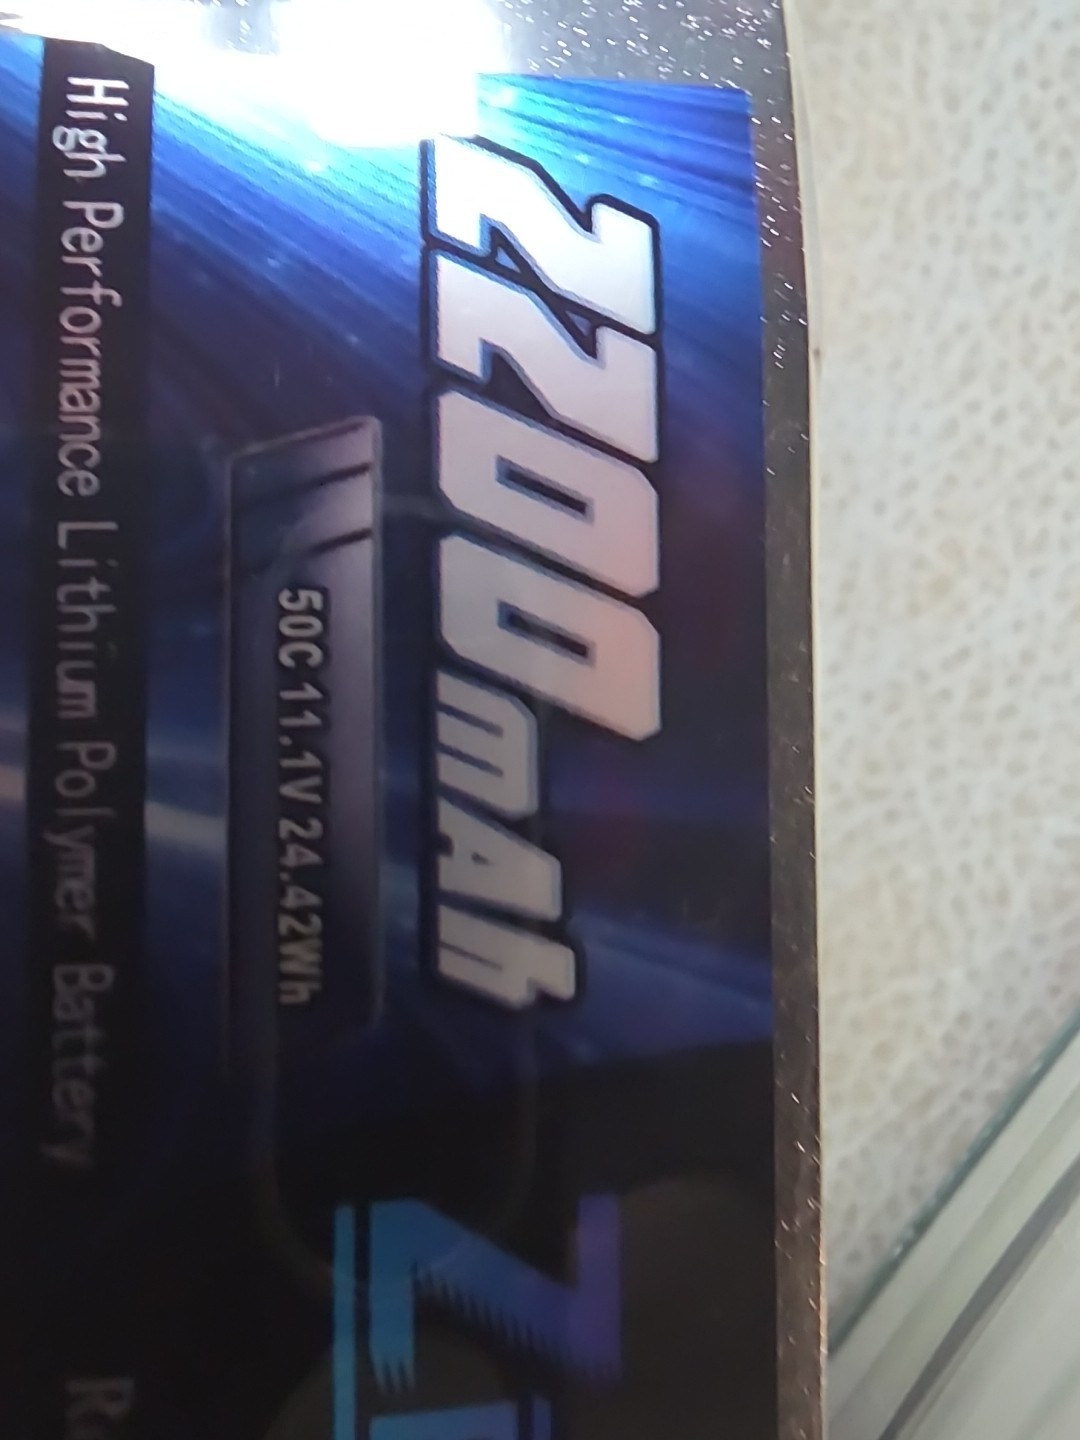 2200mAh
50C 11.1V 24.42Wh
High Performance Lithium Polymer Battery